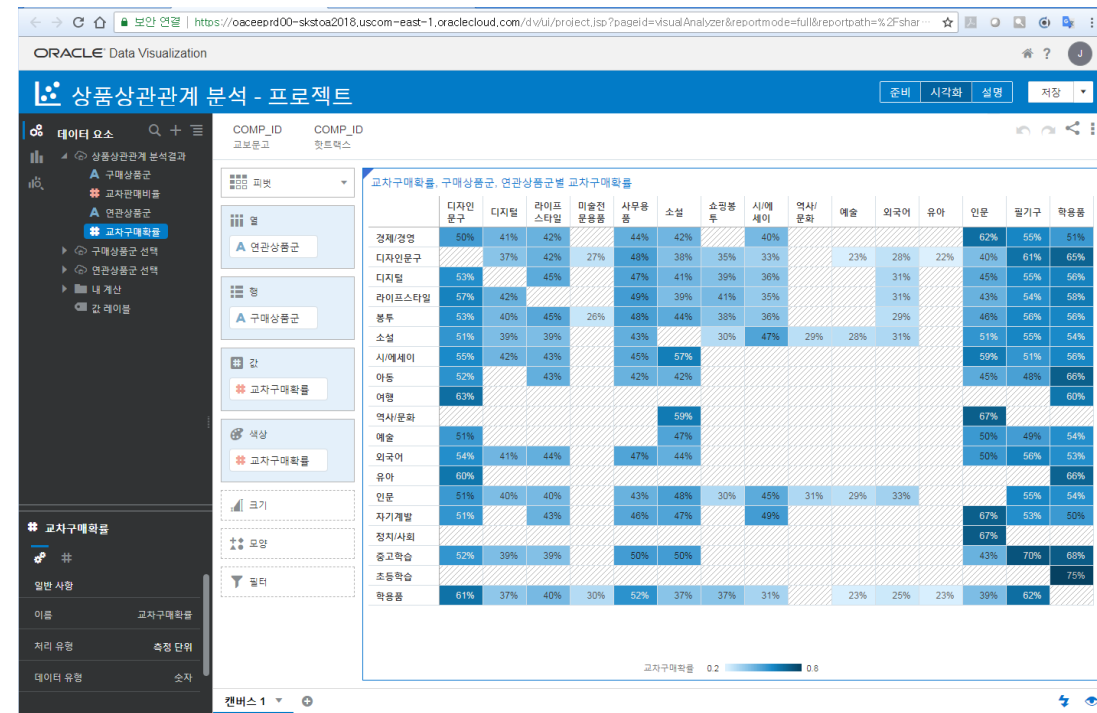 보안 연결 | https://oaceeprd00-skstoa2018,uscom-east-1,oraclecloud,com/dv/ui/project,jsp?pageid=visualAnalyzer&reportmode=full&reportpath=%2Fshar…
ORACLE Data Visualization
? J
상품상관관계 분석 - 프로젝트
준비 시각화 설명 저장
데이터 요소
상품상관관계 분석결과
A 구매상품군
# 교차판매비율
A 연관상품군
# 교차구매확률
구매상품군 선택
연관상품군 선택
내 계산
값 레이블
# 교차구매확률
#
일반 사항
이름 교차구매확률
처리 유형 측정 단위
데이터 유형 숫자
COMP_ID COMP_ID
교보문고 핫트랙스
피벗
열
A 연관상품군
행
A 구매상품군
# 값
# 교차구매확률
색상
# 교차구매확률
크기
모양
필터
교차구매확률, 구매상품군, 연관상품군별 교차구매확률
디자인문구 디지털 라이프스타일 미술전문용품 사무용품 소설 쇼핑봉투 시/에세이 역사/문화 예술 외국어 유아 인문 필기구 학용품
경제/경영 50% 41% 42% 44% 42% 40% 62% 55% 51%
디자인문구 37% 42% 27% 48% 38% 35% 33% 23% 28% 22% 40% 61% 65%
디지털 53% 45% 47% 41% 39% 36% 31% 45% 55% 56%
라이프스타일 57% 42% 49% 39% 41% 35% 31% 43% 54% 58%
봉투 53% 40% 45% 26% 48% 44% 38% 36% 29% 46% 56% 56%
소설 51% 39% 39% 43% 30% 47% 29% 28% 31% 51% 55% 54%
시/에세이 55% 42% 43% 45% 57% 59% 51% 56%
아동 52% 43% 42% 42% 45% 48% 66%
여행 63% 60%
역사/문화 59% 67%
예술 51% 47% 50% 49% 54%
외국어 54% 41% 44% 47% 44% 50% 56% 53%
유아 60% 66%
인문 51% 40% 40% 43% 48% 30% 45% 31% 29% 33% 55% 54%
자기계발 51% 43% 46% 47% 49% 67% 53% 50%
정치/사회 67%
중고학습 52% 39% 39% 50% 50% 43% 70% 68%
초등학습 75%
학용품 61% 37% 40% 30% 52% 37% 37% 31% 23% 25% 23% 39% 62%
교차구매확률 0.2 0.8
캔버스 1